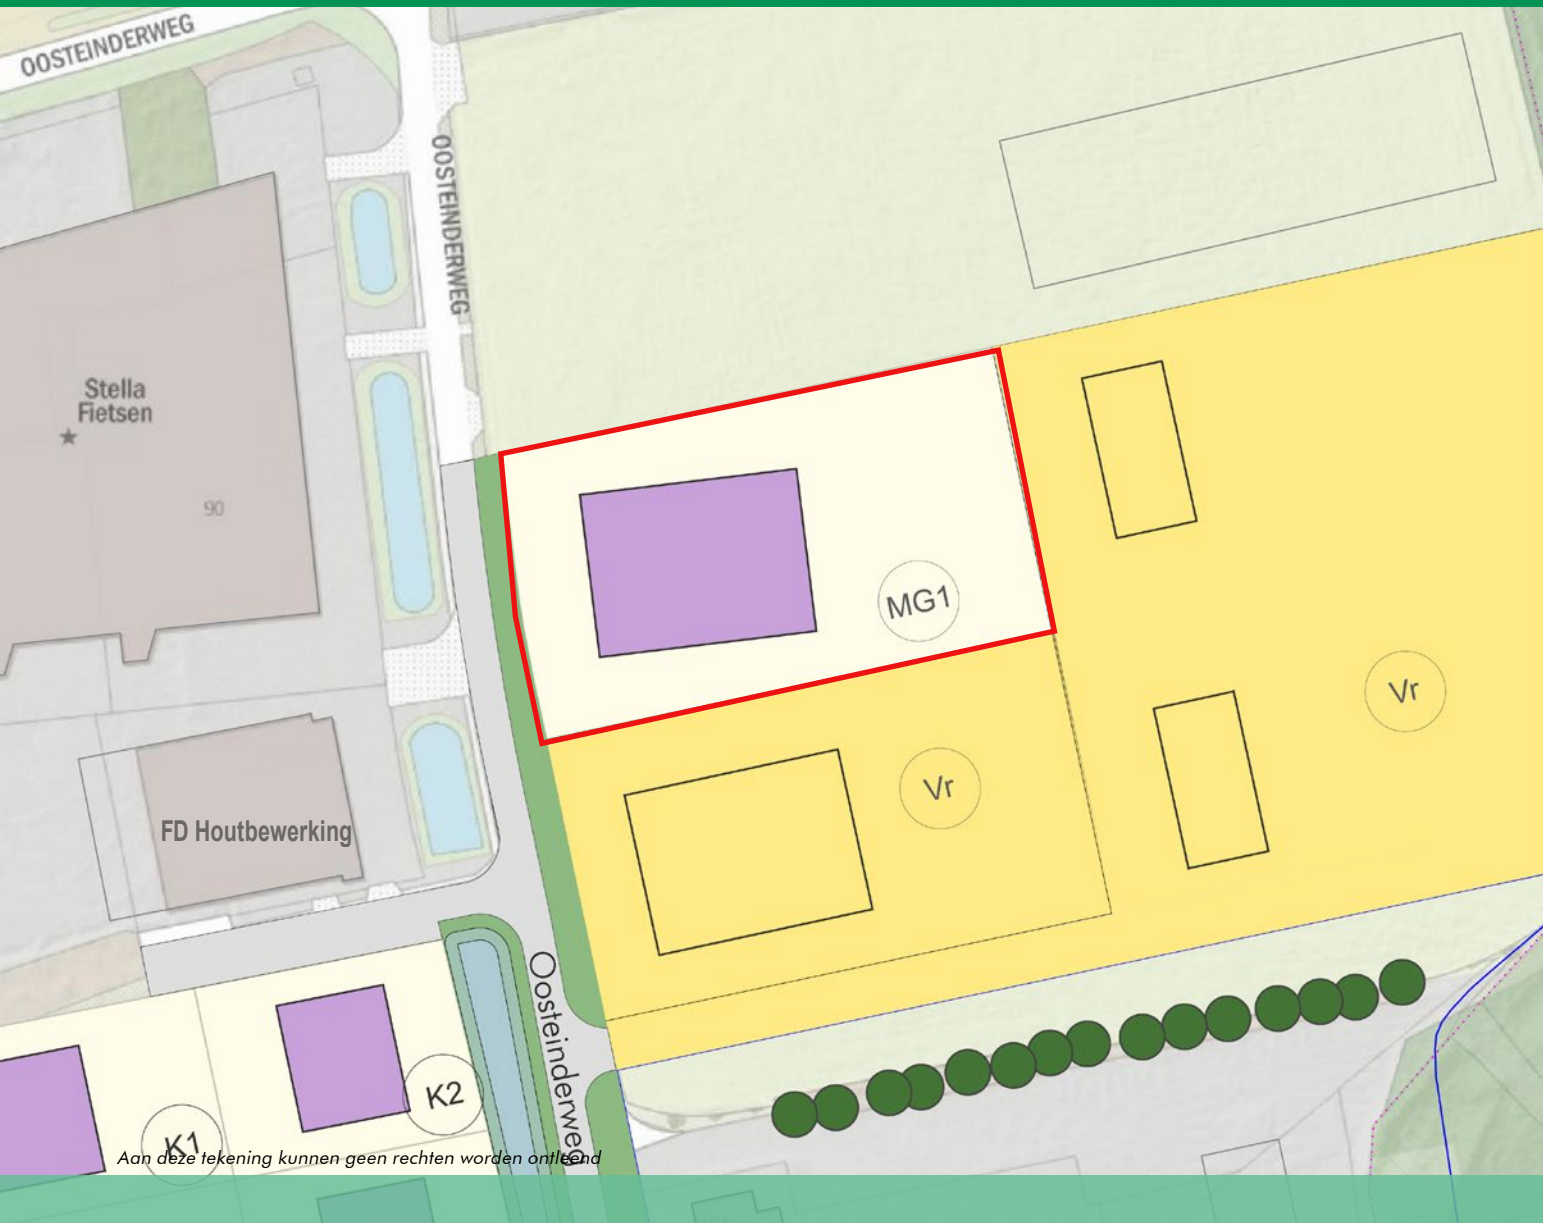 OOSTEINDERWEG
OOSTEINDERWEG
Stella
Fietsen
90
MG1
Vr
Vr
FD Houtbewerking
Oosteinderweg
K2
K1
Aan deze tekening kunnen geen rechten worden ontleend